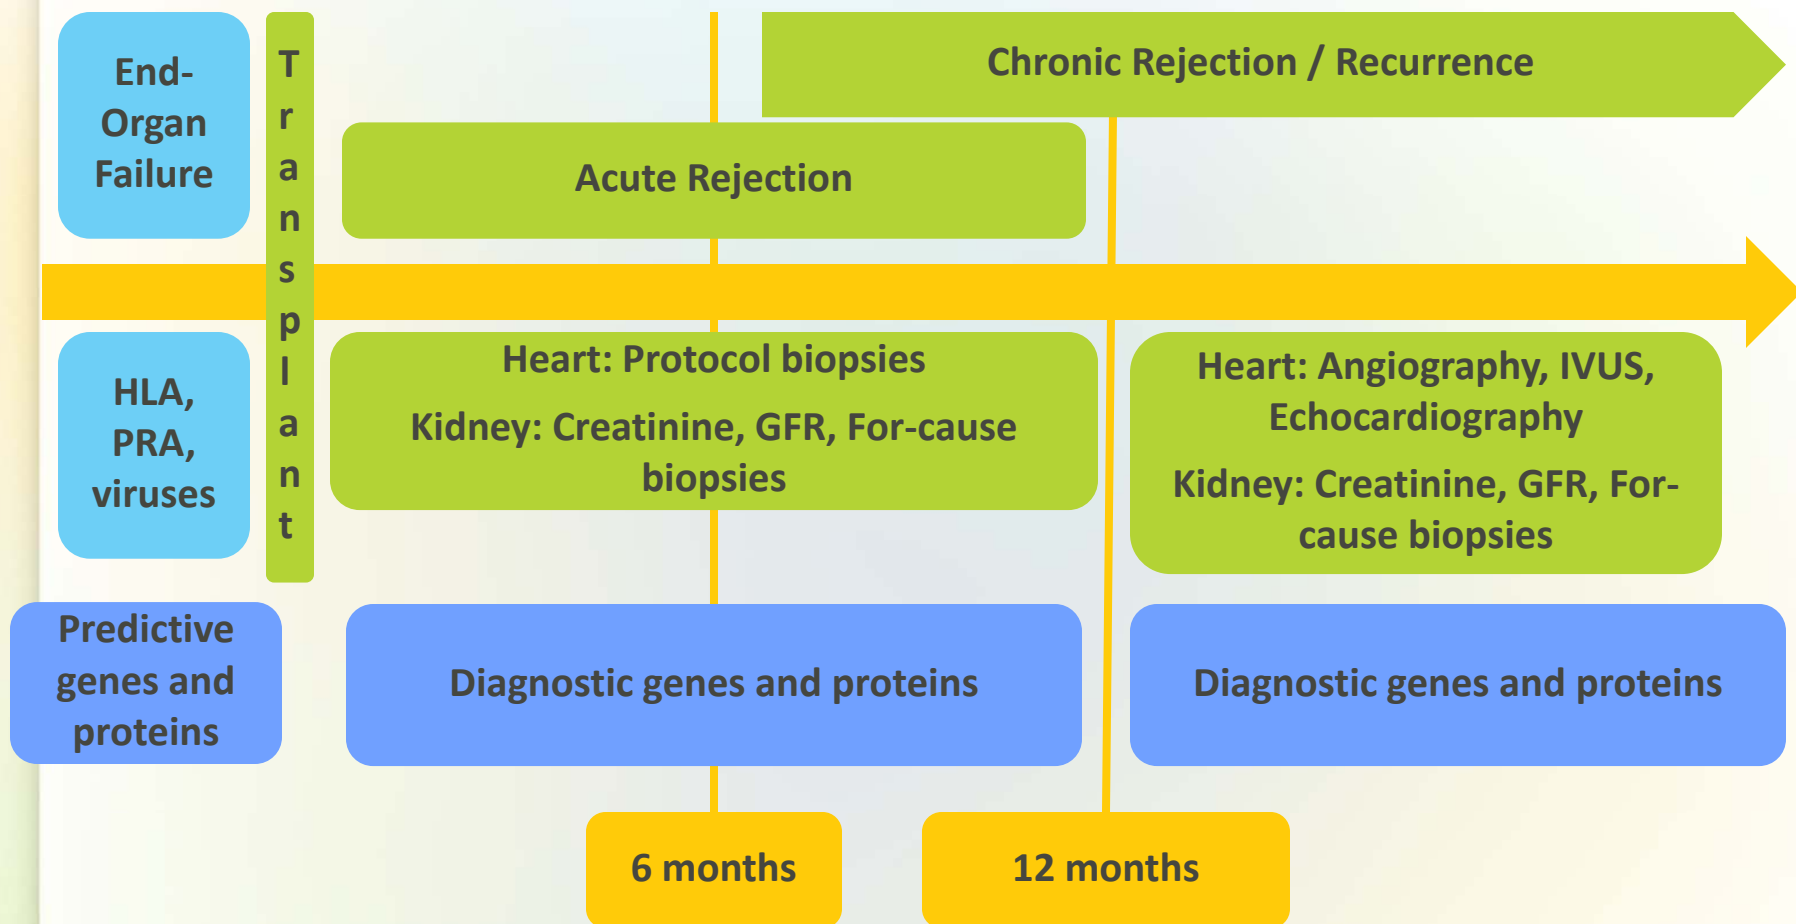 End-
Organ
Failure
T
r
a
n
s
p
l
a
n
t
Chronic Rejection / Recurrence
Acute Rejection
HLA,
PRA,
viruses
Heart: Protocol biopsies
Kidney: Creatinine, GFR, For-cause
biopsies
Heart: Angiography, IVUS,
Echocardiography
Kidney: Creatinine, GFR, For-
cause biopsies
Predictive
genes and
proteins
Diagnostic genes and proteins
Diagnostic genes and proteins
6 months
12 months